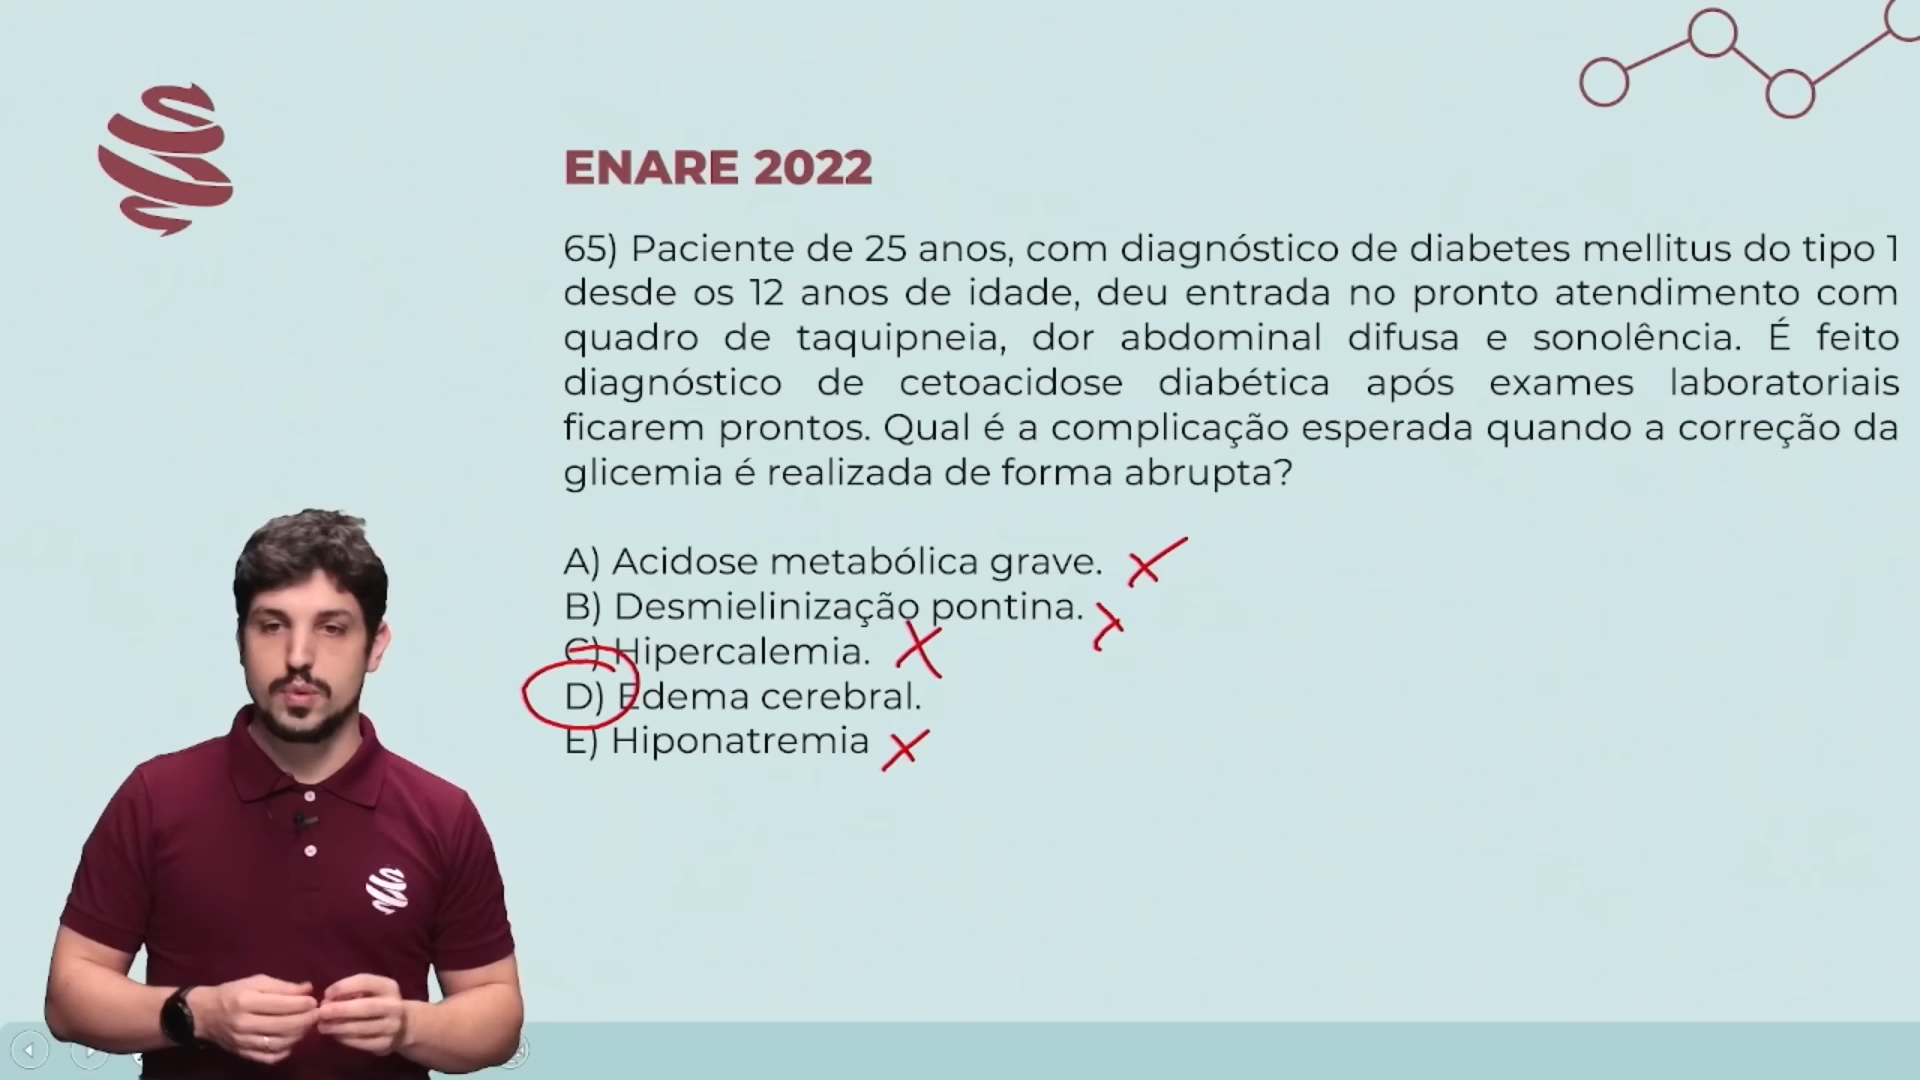 ENARE 2022
65) Paciente de 25 anos, com diagnóstico de diabetes mellitus do tipo 1
desde os 12 anos de idade, deu entrada no pronto atendimento com
quadro de taquipneia, dor abdominal difusa e sonolência. É feito
diagnóstico de cetoacidose diabética após exames laboratoriais
ficarem prontos. Qual é a complicação esperada quando a correção da
glicemia é realizada de forma abrupta?
A) Acidose metabólica grave.
B) Desmielinização pontina.
C) Hipercalemia.
D) Edema cerebral.
E) Hiponatremia